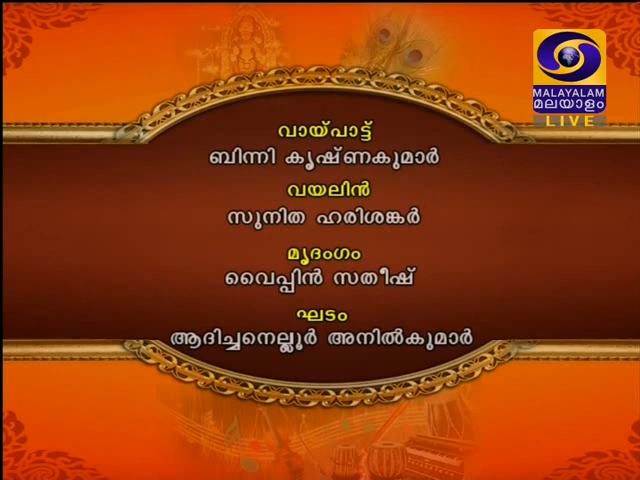 MALAYALAM
മലയാളം
LIVE
വായ്പാട്ട്
ബിന്നി കൃഷ്ണകുമാർ
വയലിൻ
സുനിത ഹരിശങ്കർ
മൃദംഗം
വൈപ്പിൻ സതീഷ്
ഘടം
ആദിച്ചനെല്ലൂർ അനിൽകുമാർ